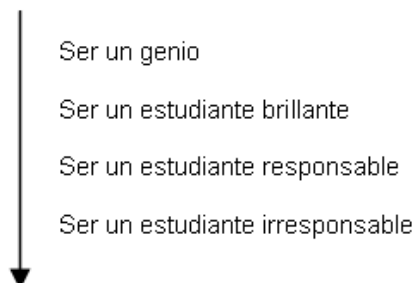 Ser un genio
Ser un estudiante brillante
Ser un estudiante responsable
Ser un estudiante irresponsable